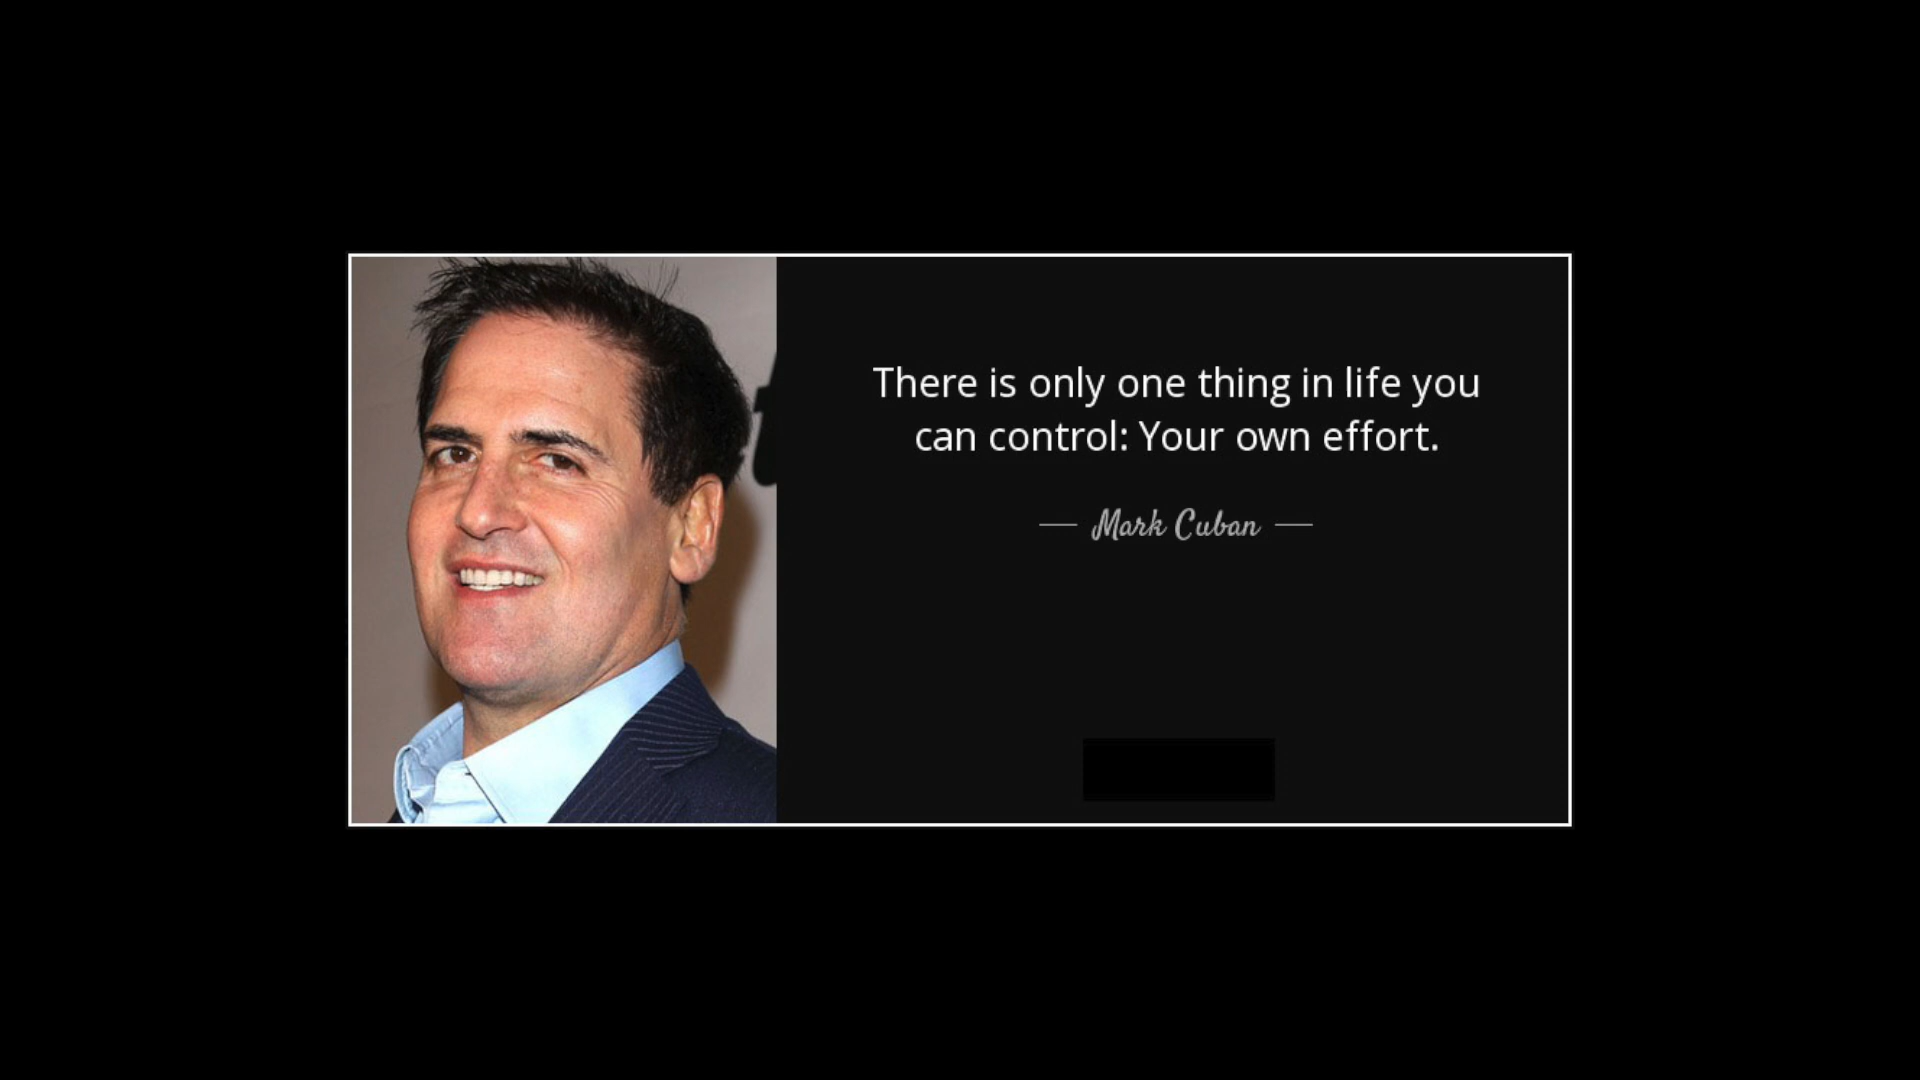 There is only one thing in life you
can control: Your own effort.
Mark Cuban